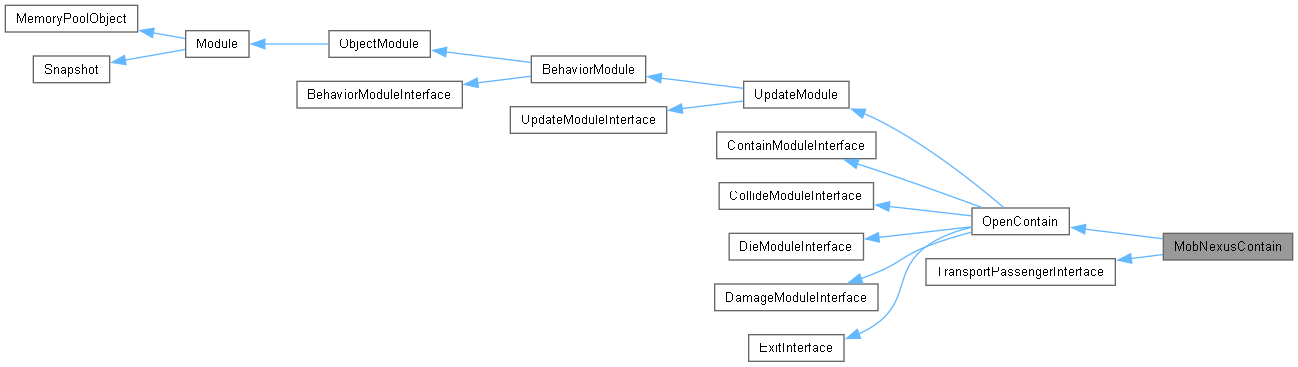 MemoryPoolObject
Module
ObjectModule
Snapshot
BehaviorModule
BehaviorModuleInterface
UpdateModule
UpdateModuleInterface
ContainModuleInterface
CollideModuleInterface
OpenContain
DieModuleInterface
MobNexusContain
TransportPassengerInterface
DamageModuleInterface
ExitInterface